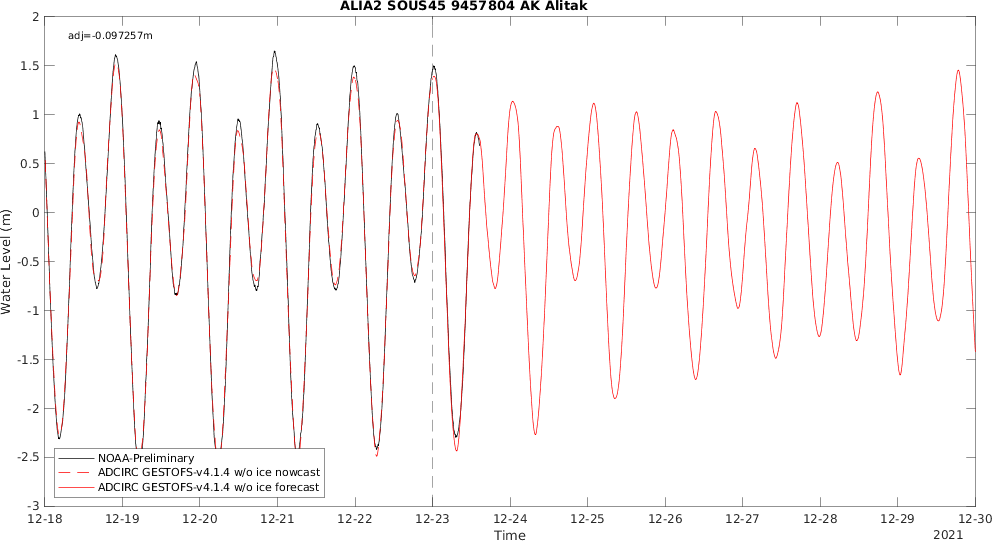 ALIA2 SOUS45 9457804 AK Alitak
adj=-0.097257m
Water Level (m)
2
1.5
1
0.5
0
-0.5
-1
-1.5
-2
-2.5
-3
NOAA-Preliminary
ADCIRC GESTOFS-v4.1.4 w/o ice nowcast
ADCIRC GESTOFS-v4.1.4 w/o ice forecast
12-18 12-19 12-20 12-21 12-22 12-23 12-24 12-25 12-26 12-27 12-28 12-29 12-30
Time
2021